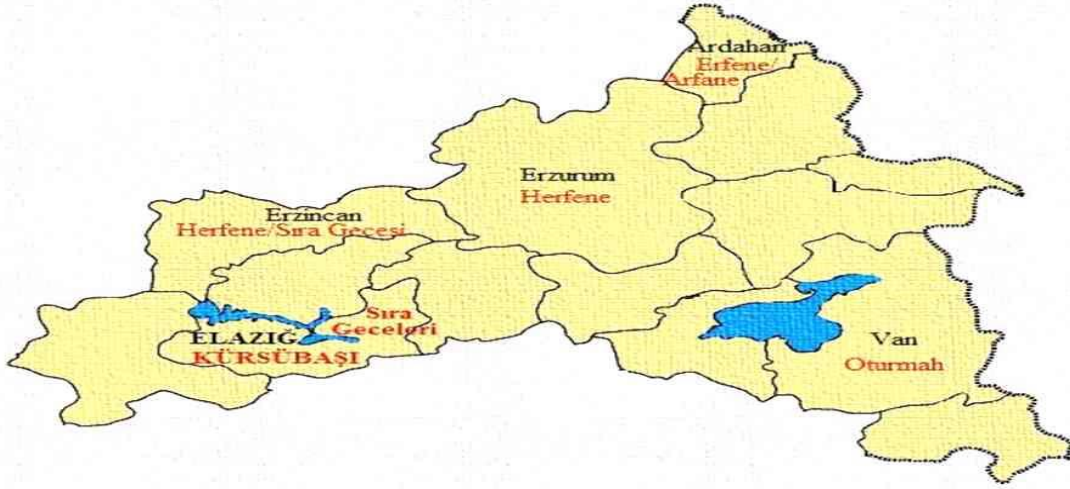 Ardahan
Erfene/
Arfane
Erzurum
Herfene
Erzincan
Herfene/Sıra Gecesi
Sıra
Geceleri
ELAZIĞ
KÜRSÜBAŞI
Van
Oturmah